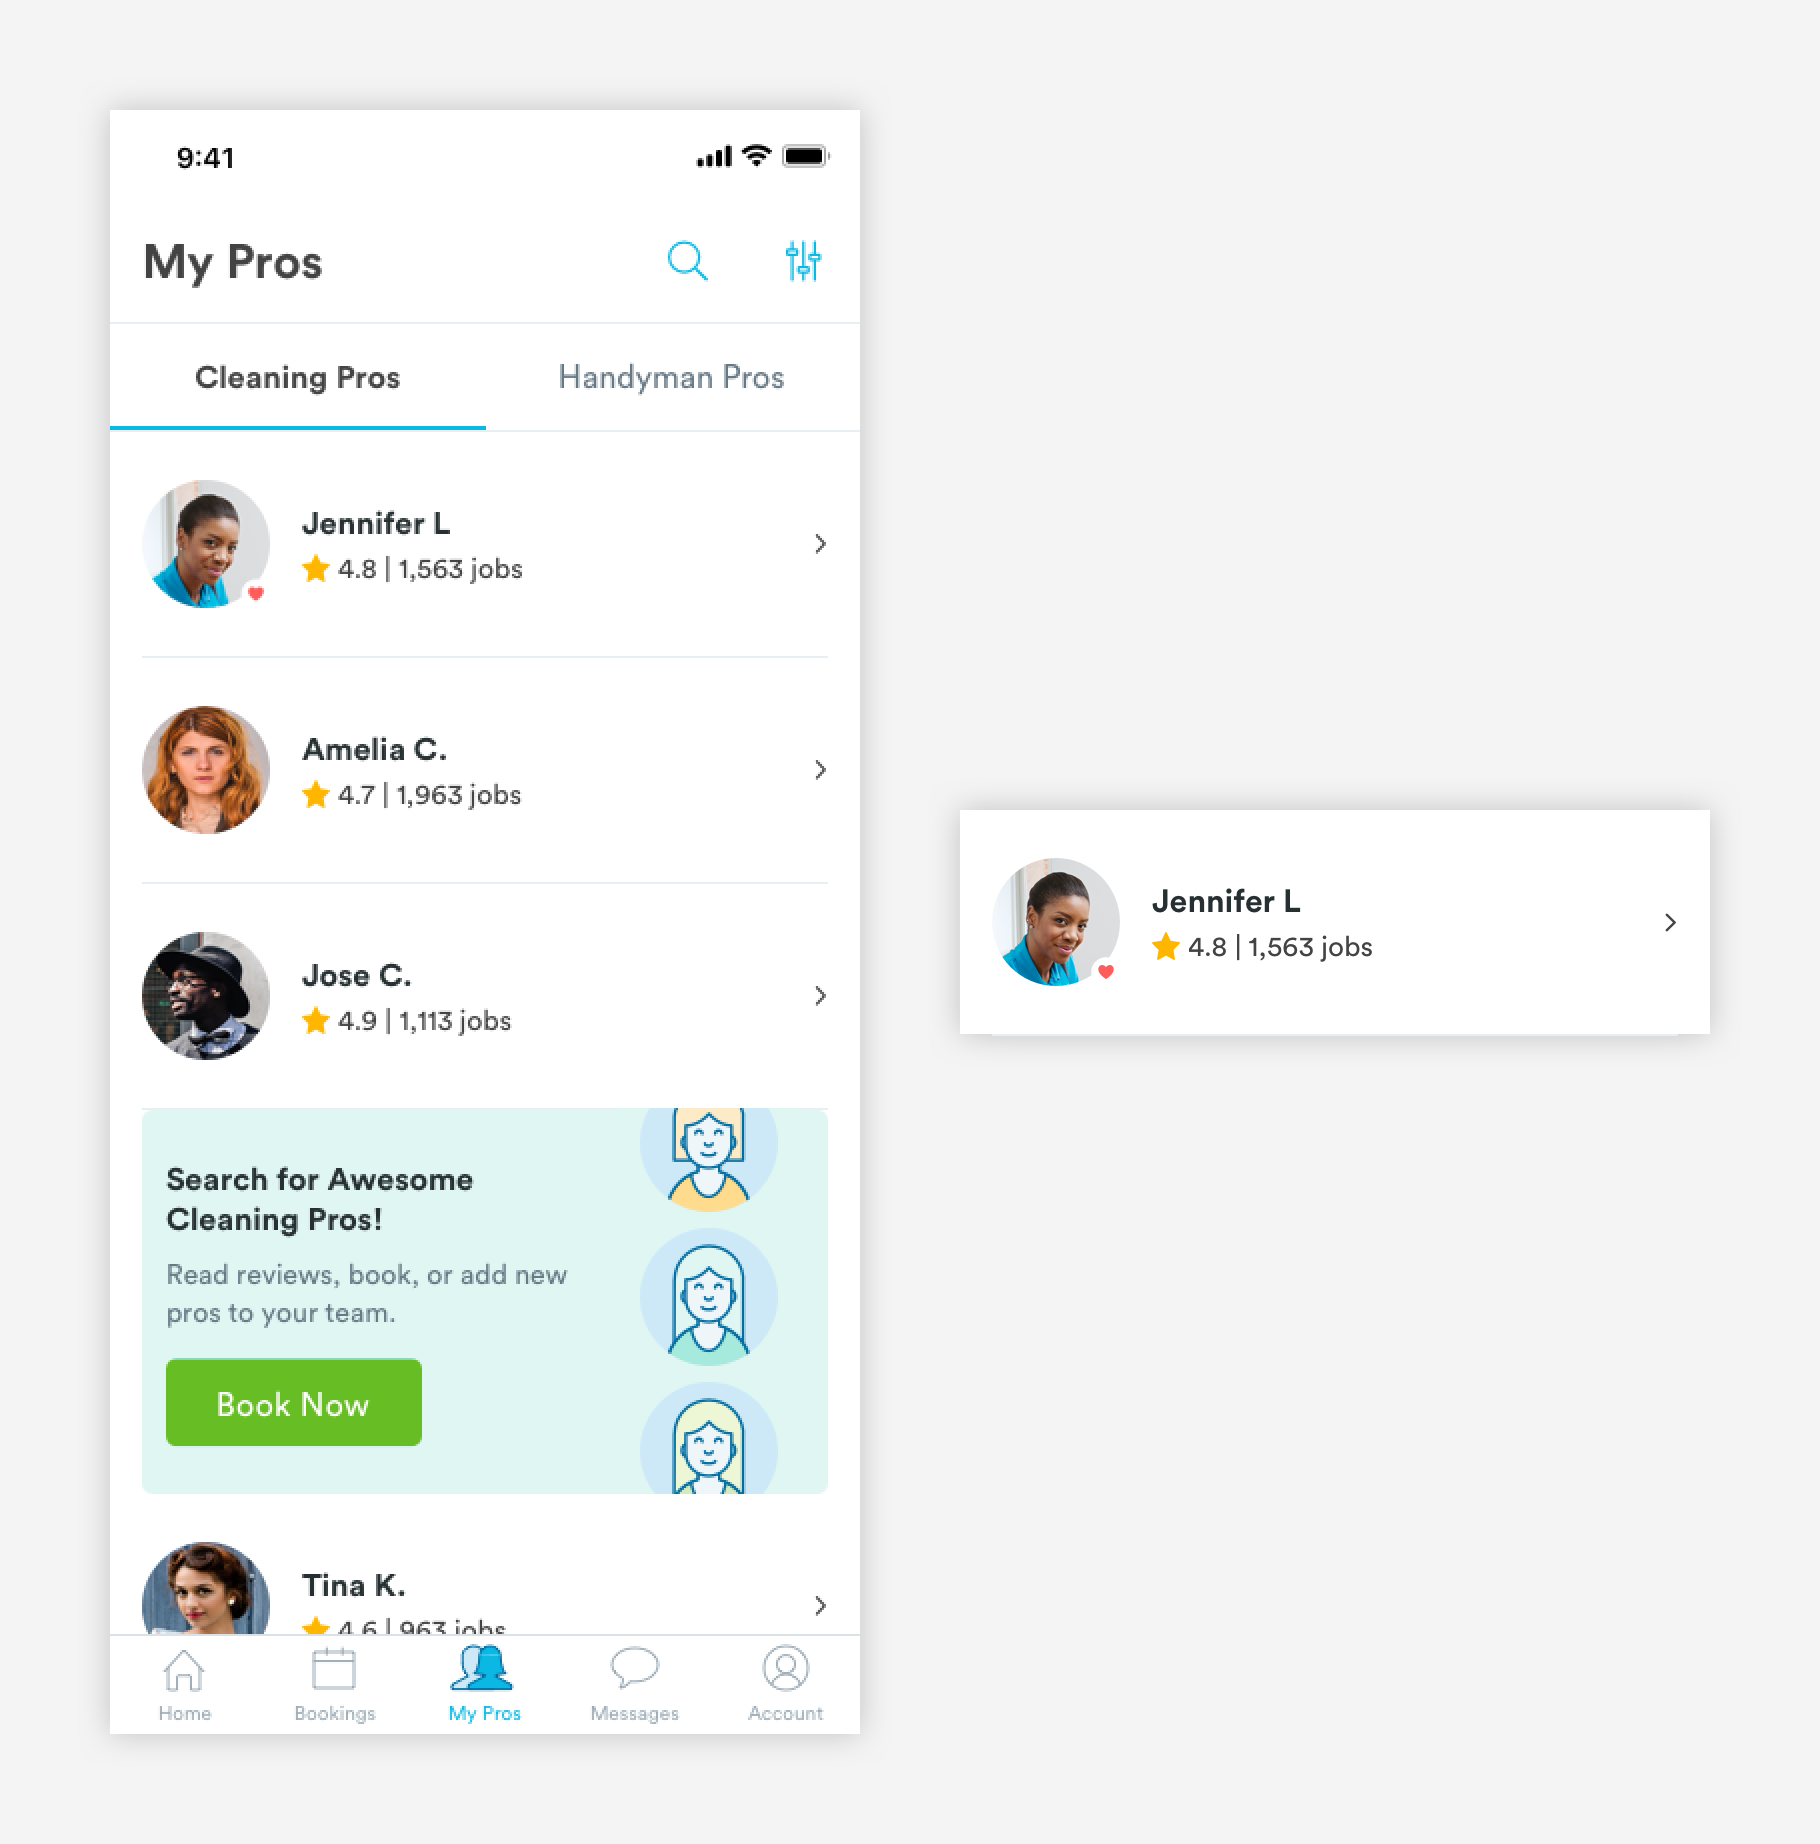 9:41
My Pros
Cleaning Pros
Handyman Pros
Jennifer L
4.8 | 1,563 jobs
Amelia C.
4.7 | 1,963 jobs
Jose C.
4.9 | 1,113 jobs
Search for Awesome
Cleaning Pros!
Read reviews, book, or add new
pros to your team.
Book Now
Tina K.
4.6 | 963 jobs
Home
Bookings
My Pros
Messages
Account
Jennifer L
4.8 | 1,563 jobs